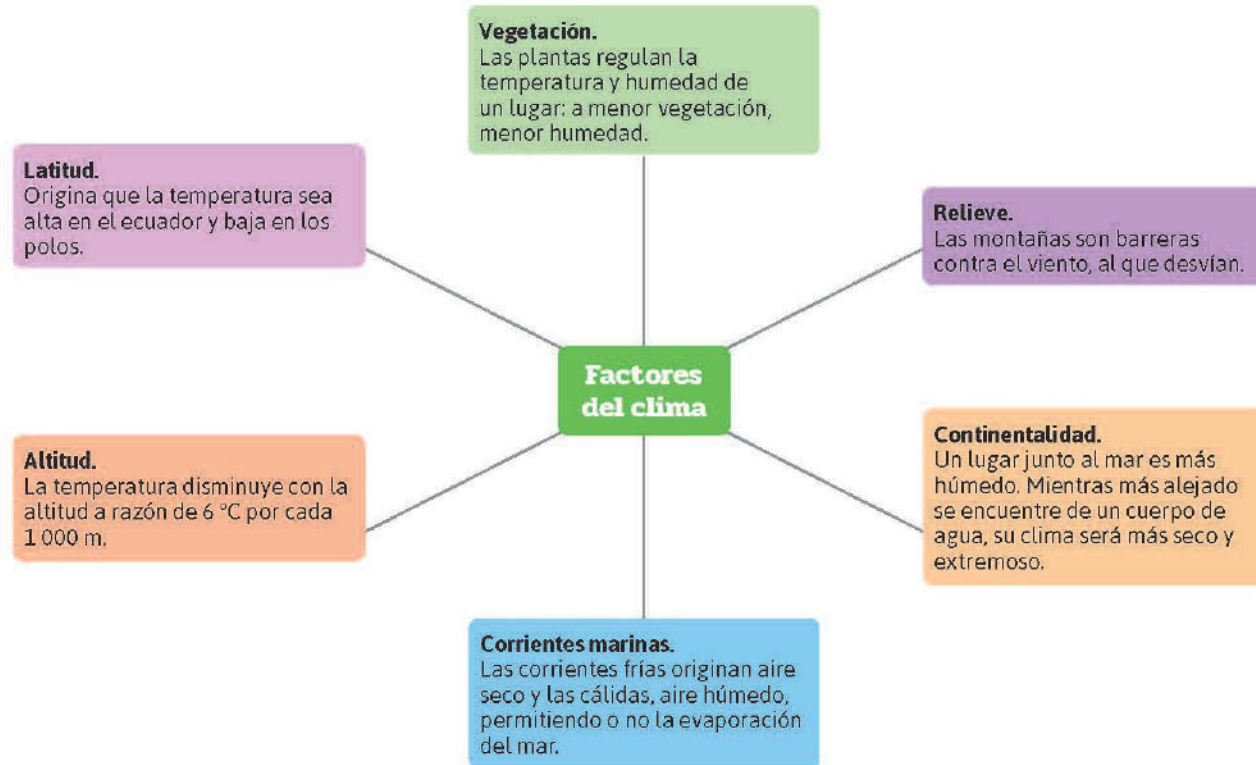 Vegetación.
Las plantas regulan la
temperatura y humedad de
un lugar: a menor vegetación,
menor humedad.
Latitud.
Origina que la temperatura sea
alta en el ecuador y baja en los
polos.
Relieve.
Las montañas son barreras
contra el viento, al que desvían.
Factores
del clima
Altitud.
La temperatura disminuye con la
altitud a razón de 6 °C por cada
1 000 m.
Continentalidad.
Un lugar junto al mar es más
húmedo. Mientras más alejado
se encuentre de un cuerpo de
agua, su clima será más seco y
extremoso.
Corrientes marinas.
Las corrientes frías originan aire
seco y las cálidas, aire húmedo,
permitiendo o no la evaporación
del mar.